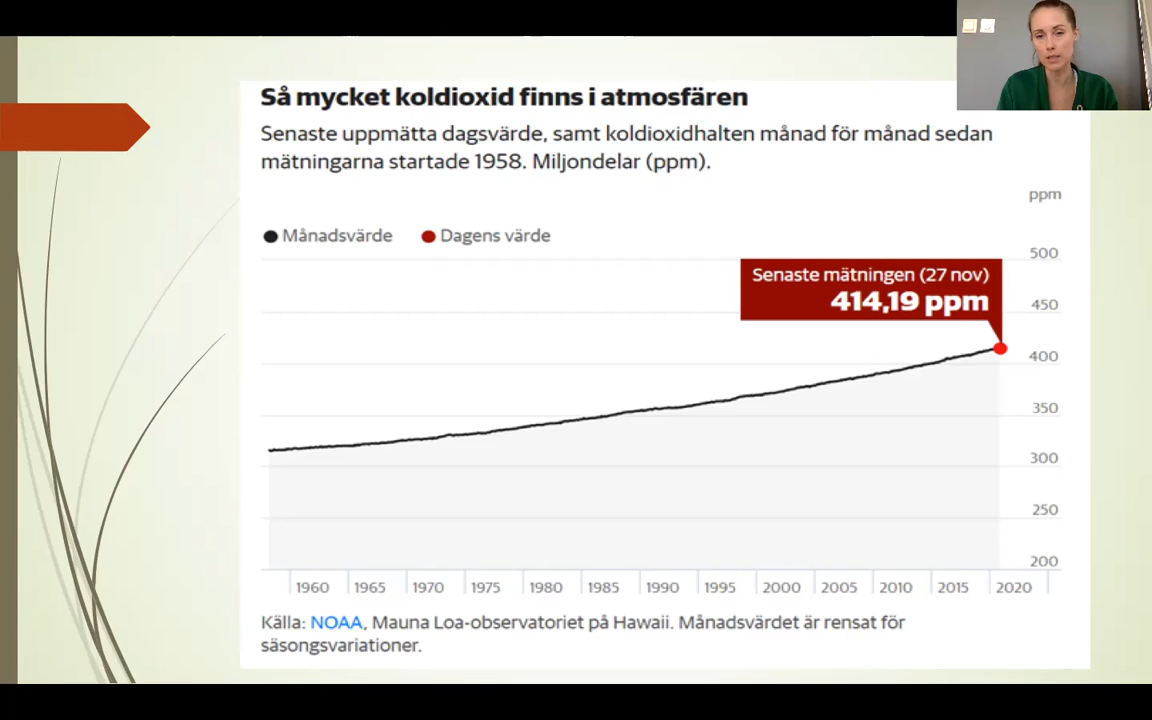 Så mycket koldioxid finns i atmosfären
Senaste uppmätta dagsvärde, samt koldioxidhalten månad för månad sedan
mätningarna startade 1958. Miljondelar (ppm).
ppm
Månadsvärde Dagens värde
500
Senaste mätningen (27 nov)
414,19 ppm
450
400
350
300
250
200
1960 1965 1970 1975 1980 1985 1990 1995 2000 2005 2010 2015 2020
Källa: NOAA, Mauna Loa-observatoriet på Hawaii. Månadsvärdet är rensat för
säsongsvariationer.